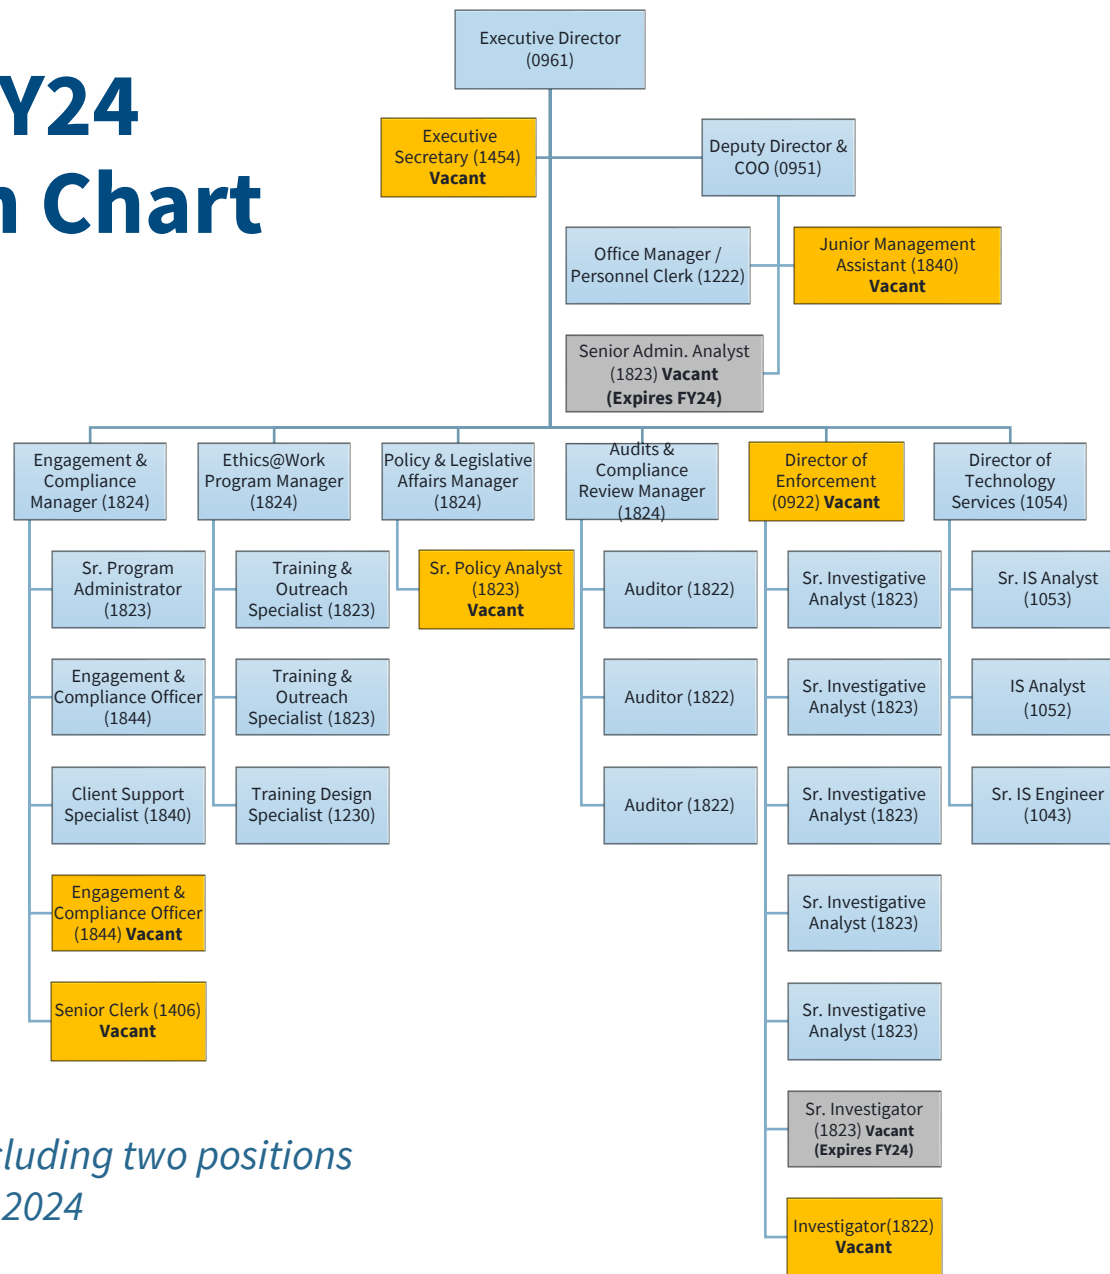 Y24
Chart
Executive Director
(0961)
Executive
Secretary (1454)
Vacant
Deputy Director &
COO (0951)
Office Manager /
Personnel Clerk (1222)
Junior Management
Assistant (1840)
Vacant
Senior Admin. Analyst
(1823) Vacant
(Expires FY24)
Engagement &
Compliance
Manager (1824)
Ethics@Work
Program Manager
(1824)
Policy & Legislative
Affairs Manager
(1824)
Audits &
Compliance
Review Manager
(1824)
Director of
Enforcement
(0922) Vacant
Director of
Technology
Services (1054)
Sr. Program
Administrator
(1823)
Engagement &
Compliance Officer
(1844)
Client Support
Specialist (1840)
Engagement &
Compliance Officer
(1844) Vacant
Senior Clerk (1406)
Vacant
Training &
Outreach
Specialist (1823)
Training &
Outreach
Specialist (1823)
Training Design
Specialist (1230)
Sr. Policy Analyst
(1823)
Vacant
Auditor (1822)
Auditor (1822)
Auditor (1822)
Sr. Investigative
Analyst (1823)
Sr. Investigative
Analyst (1823)
Sr. Investigative
Analyst (1823)
Sr. Investigative
Analyst (1823)
Sr. Investigative
Analyst (1823)
Sr. Investigator
(1823) Vacant
(Expires FY24)
Investigator(1822)
Vacant
Sr. IS Analyst
(1053)
IS Analyst
(1052)
Sr. IS Engineer
(1043)
cluding two positions
2024